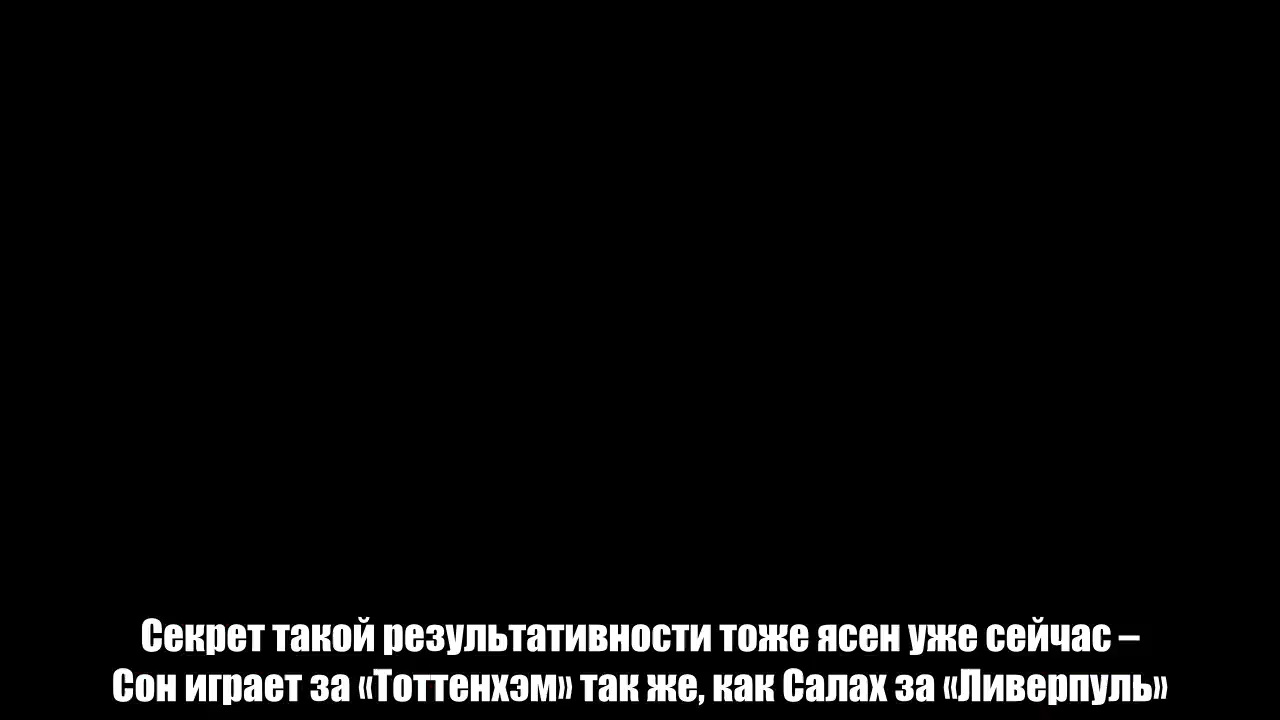 Секрет такой результативности тоже ясен уже сейчас –
Сон играет за «Тоттенхэм» так же, как Салах за «Ливерпуль»